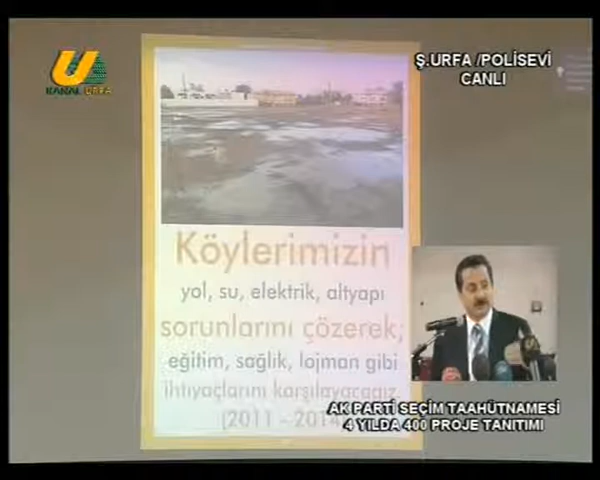 KANAL URFA
Ş.URFA /POLİSEVİ
CANLI
Köylerimizin
yol, su, elektrik, altyapı
sorunlarını çözerek;
eğitim, sağlık, lojman gibi
ihtiyaçlarını karşılayacağız.
(2011 - 2014
AK PARTİ SEÇİM TAAHÜTNAMESİ
4 YILDA 400 PROJE TANITIMI